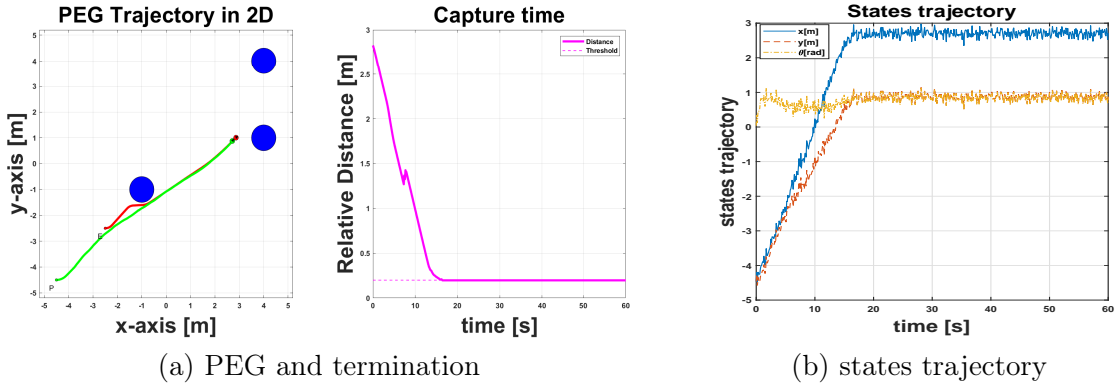 PEG Trajectory in 2D
5
4
3
2
1
0
-1
-2
-3
-4
-5
-5 -4 -3 -2 -1 0 1 2 3 4 5
y-axis [m]
x-axis [m]
E
P
Capture time
Distance
Threshold
3
2.5
2
1.5
1
0.5
0
0 10 20 30 40 50 60
Relative Distance [m]
time [s]
(a) PEG and termination
States trajectory
x[m]
y[m]
θ[rad]
3
2
1
0
-1
-2
-3
-4
-5
0 10 20 30 40 50 60
states trajectory
time [s]
(b) states trajectory